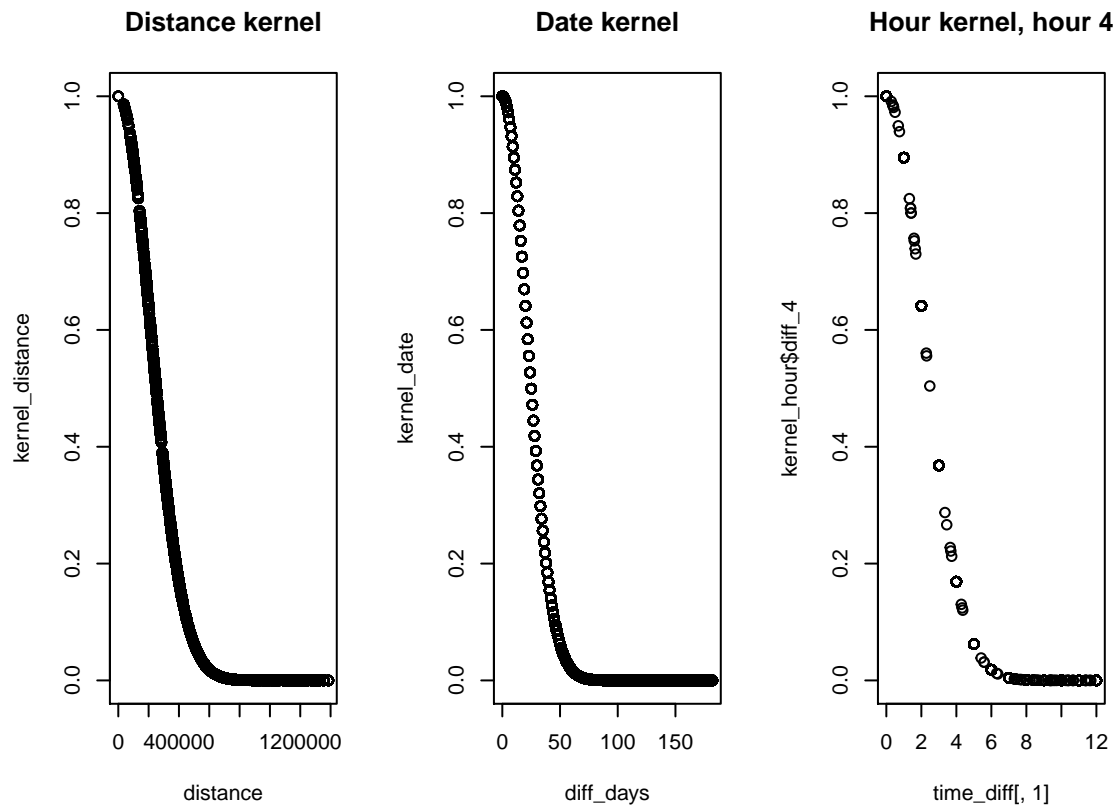 Distance kernel
kernel_distance
1.0
0.8
0.6
0.4
0.2
0.0
0 400000 1200000
distance
Date kernel
kernel_date
1.0
0.8
0.6
0.4
0.2
0.0
0 50 100 150
diff_days
Hour kernel, hour 4
kernel_hour$diff_4
1.0
0.8
0.6
0.4
0.2
0.0
0 2 4 6 8 12
time_diff[, 1]